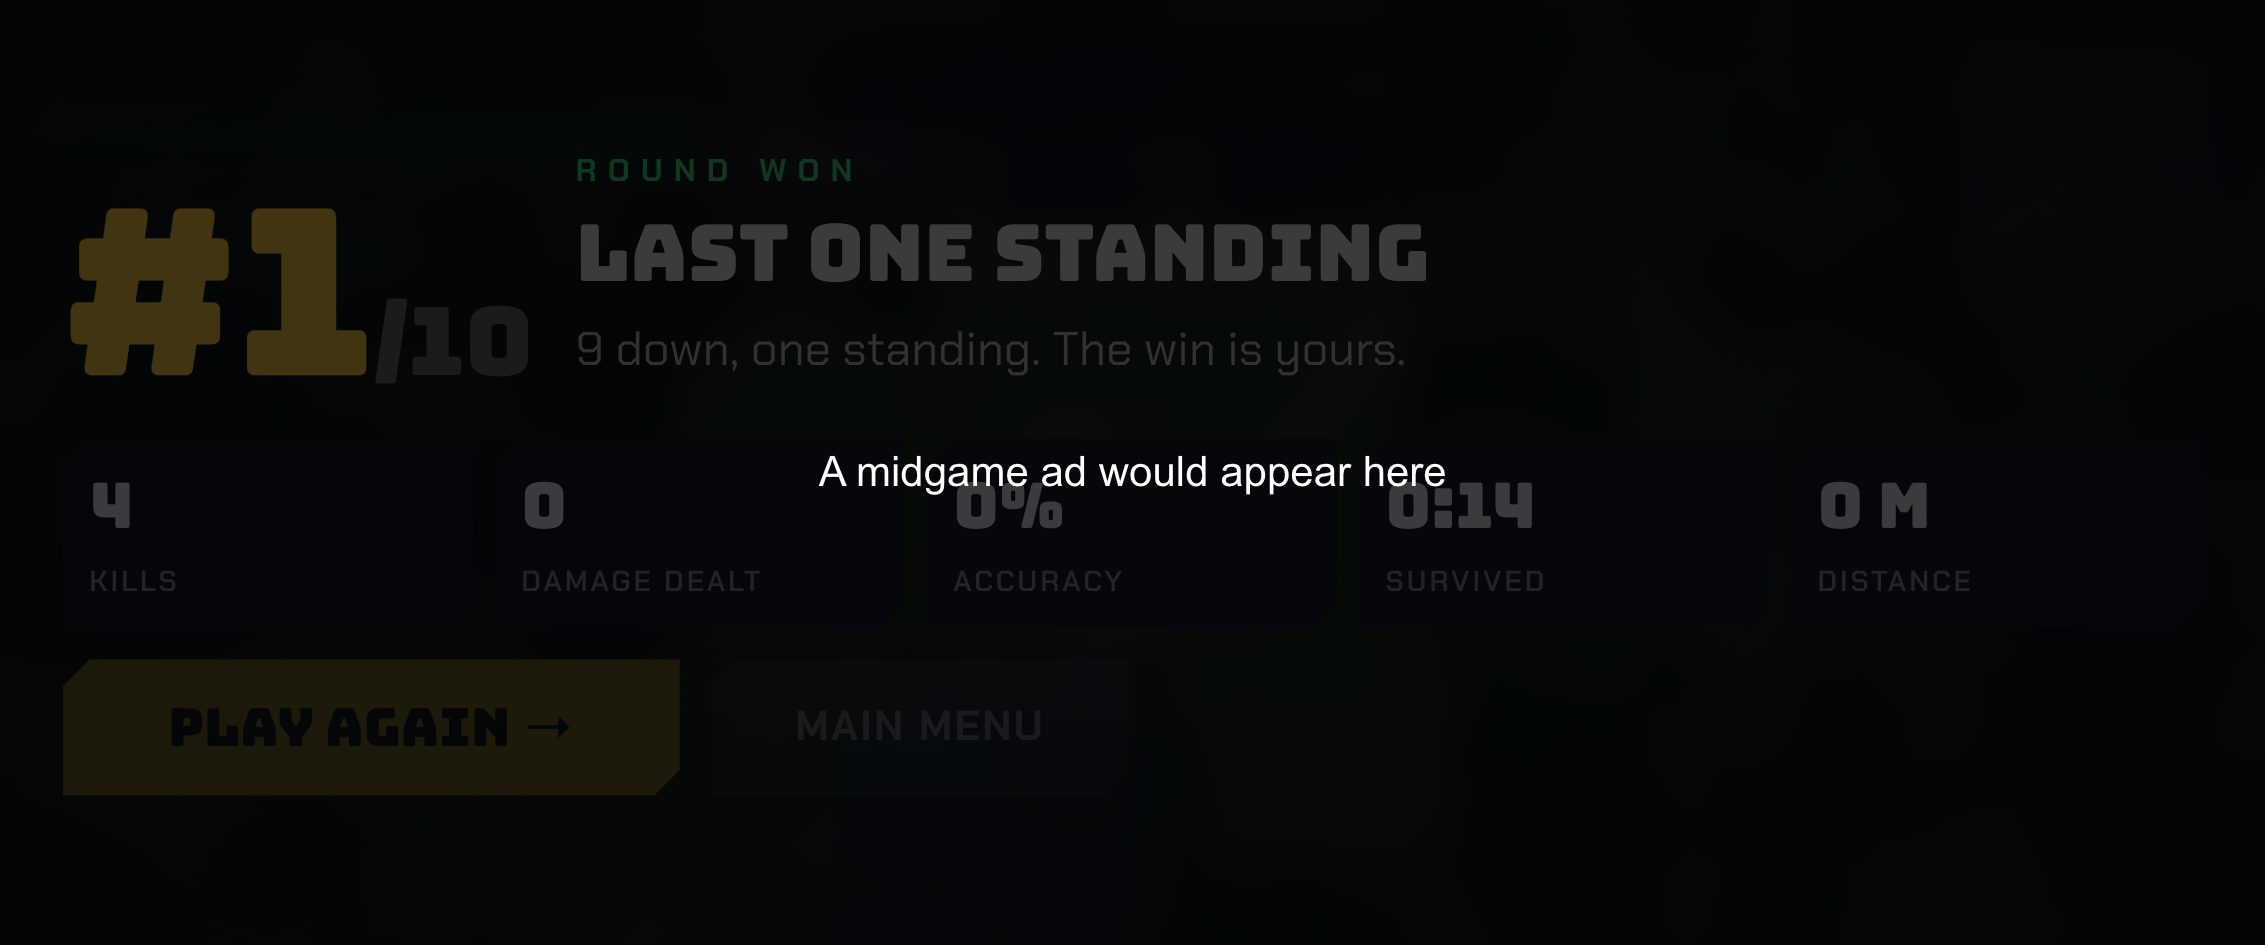 ROUND WON
#1/10
LAST ONE STANDING
9 down, one standing. The win is yours.
A midgame ad would appear here
4
KILLS
0
DAMAGE DEALT
0%
ACCURACY
0:14
SURVIVED
0 M
DISTANCE
PLAY AGAIN →
MAIN MENU